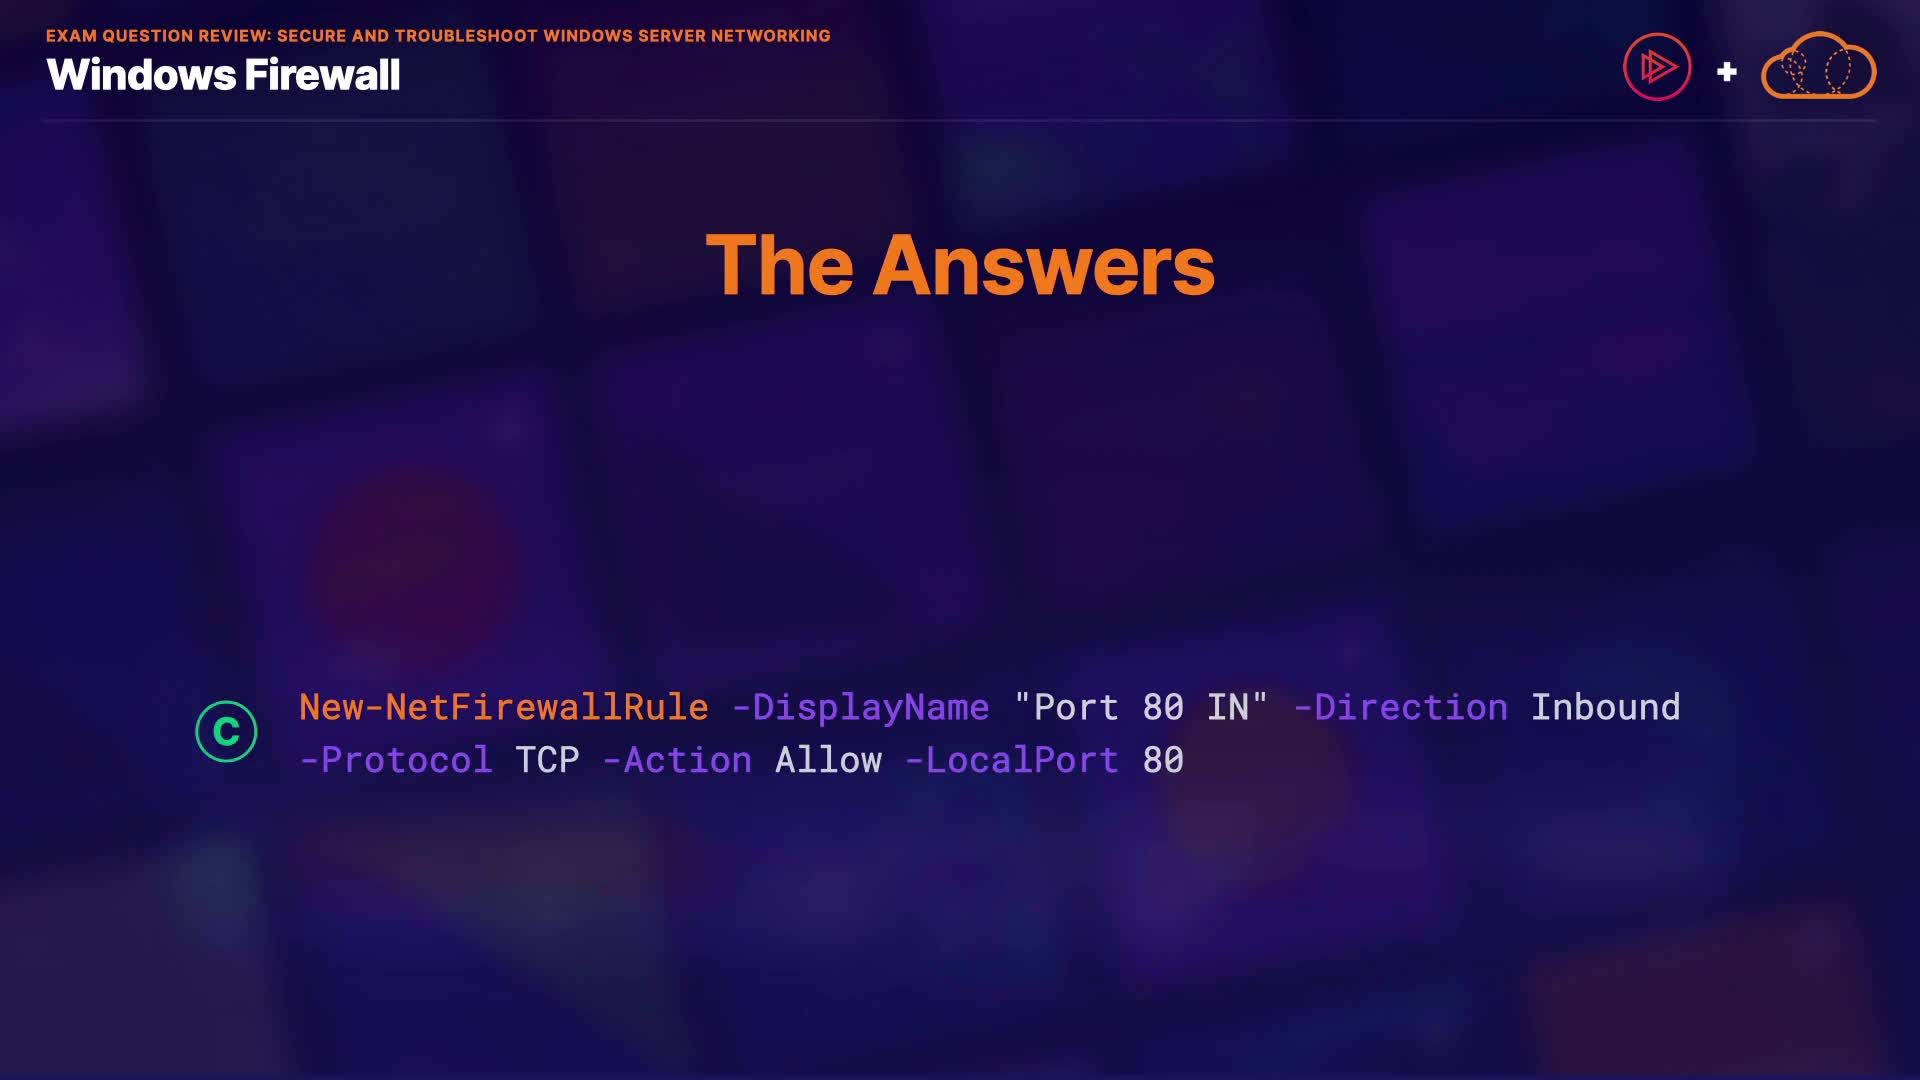 EXAM QUESTION REVIEW: SECURE AND TROUBLESHOOT WINDOWS SERVER NETWORKING
Windows Firewall
The Answers
C
New-NetFirewallRule -DisplayName "Port 80 IN" -Direction Inbound
-Protocol TCP -Action Allow -LocalPort 80